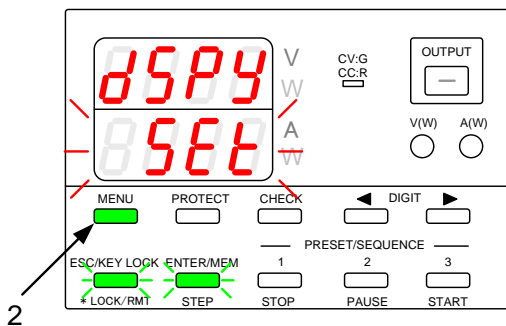 dSPY V
W
SEt A
W
CV:G
CC:R
OUTPUT
V(W) A(W)
MENU PROTECT CHECK ◀ DIGIT ▶
PRESET/SEQUENCE
ESC/KEY LOCK ENTER/MEM 1 2 3
* LOCK/RMT STEP STOP PAUSE START
2